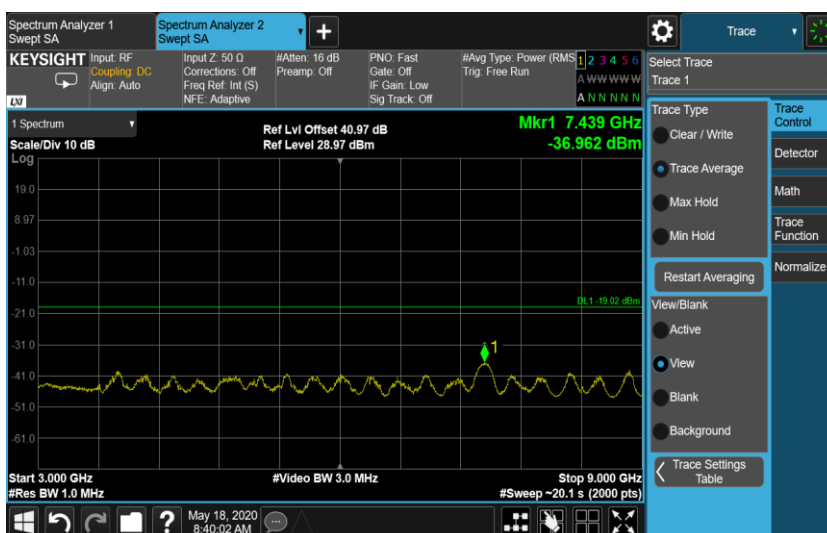 Spectrum Analyzer 1
Swept SA
Spectrum Analyzer 2
Swept SA
Trace
KEYSIGHT
LXI
Input: RF
Coupling: DC
Align: Auto
Input Z: 50 Ω
Corrections: Off
Freq Ref: Int (S)
NFE: Adaptive
#Atten: 16 dB
Preamp: Off
PNO: Fast
Gate: Off
IF Gain: Low
Sig Track: Off
#Avg Type: Power (RMS
Trig: Free Run
1 2 3 4 5 6
A W W W W W
A N N N N N
Select Trace
Trace 1
1 Spectrum
Scale/Div 10 dB
Log
Ref Lvl Offset 40.97 dB
Ref Level 28.97 dBm
Mkr1 7.439 GHz
-36.962 dBm
19.0
8.97
-1.03
-11.0
-21.0
-31.0
-41.0
-51.0
-61.0
DL1 -19.02 dBm
1
Start 3.000 GHz
#Res BW 1.0 MHz
#Video BW 3.0 MHz
Stop 9.000 GHz
#Sweep ~20.1 s (2000 pts)
Trace Type
Clear / Write
Trace Average
Max Hold
Min Hold
Restart Averaging
View/Blank
Active
View
Blank
Background
Trace Settings
Table
Trace
Control
Detector
Math
Trace
Function
Normalize
?
May 18, 2020
8:40:02 AM